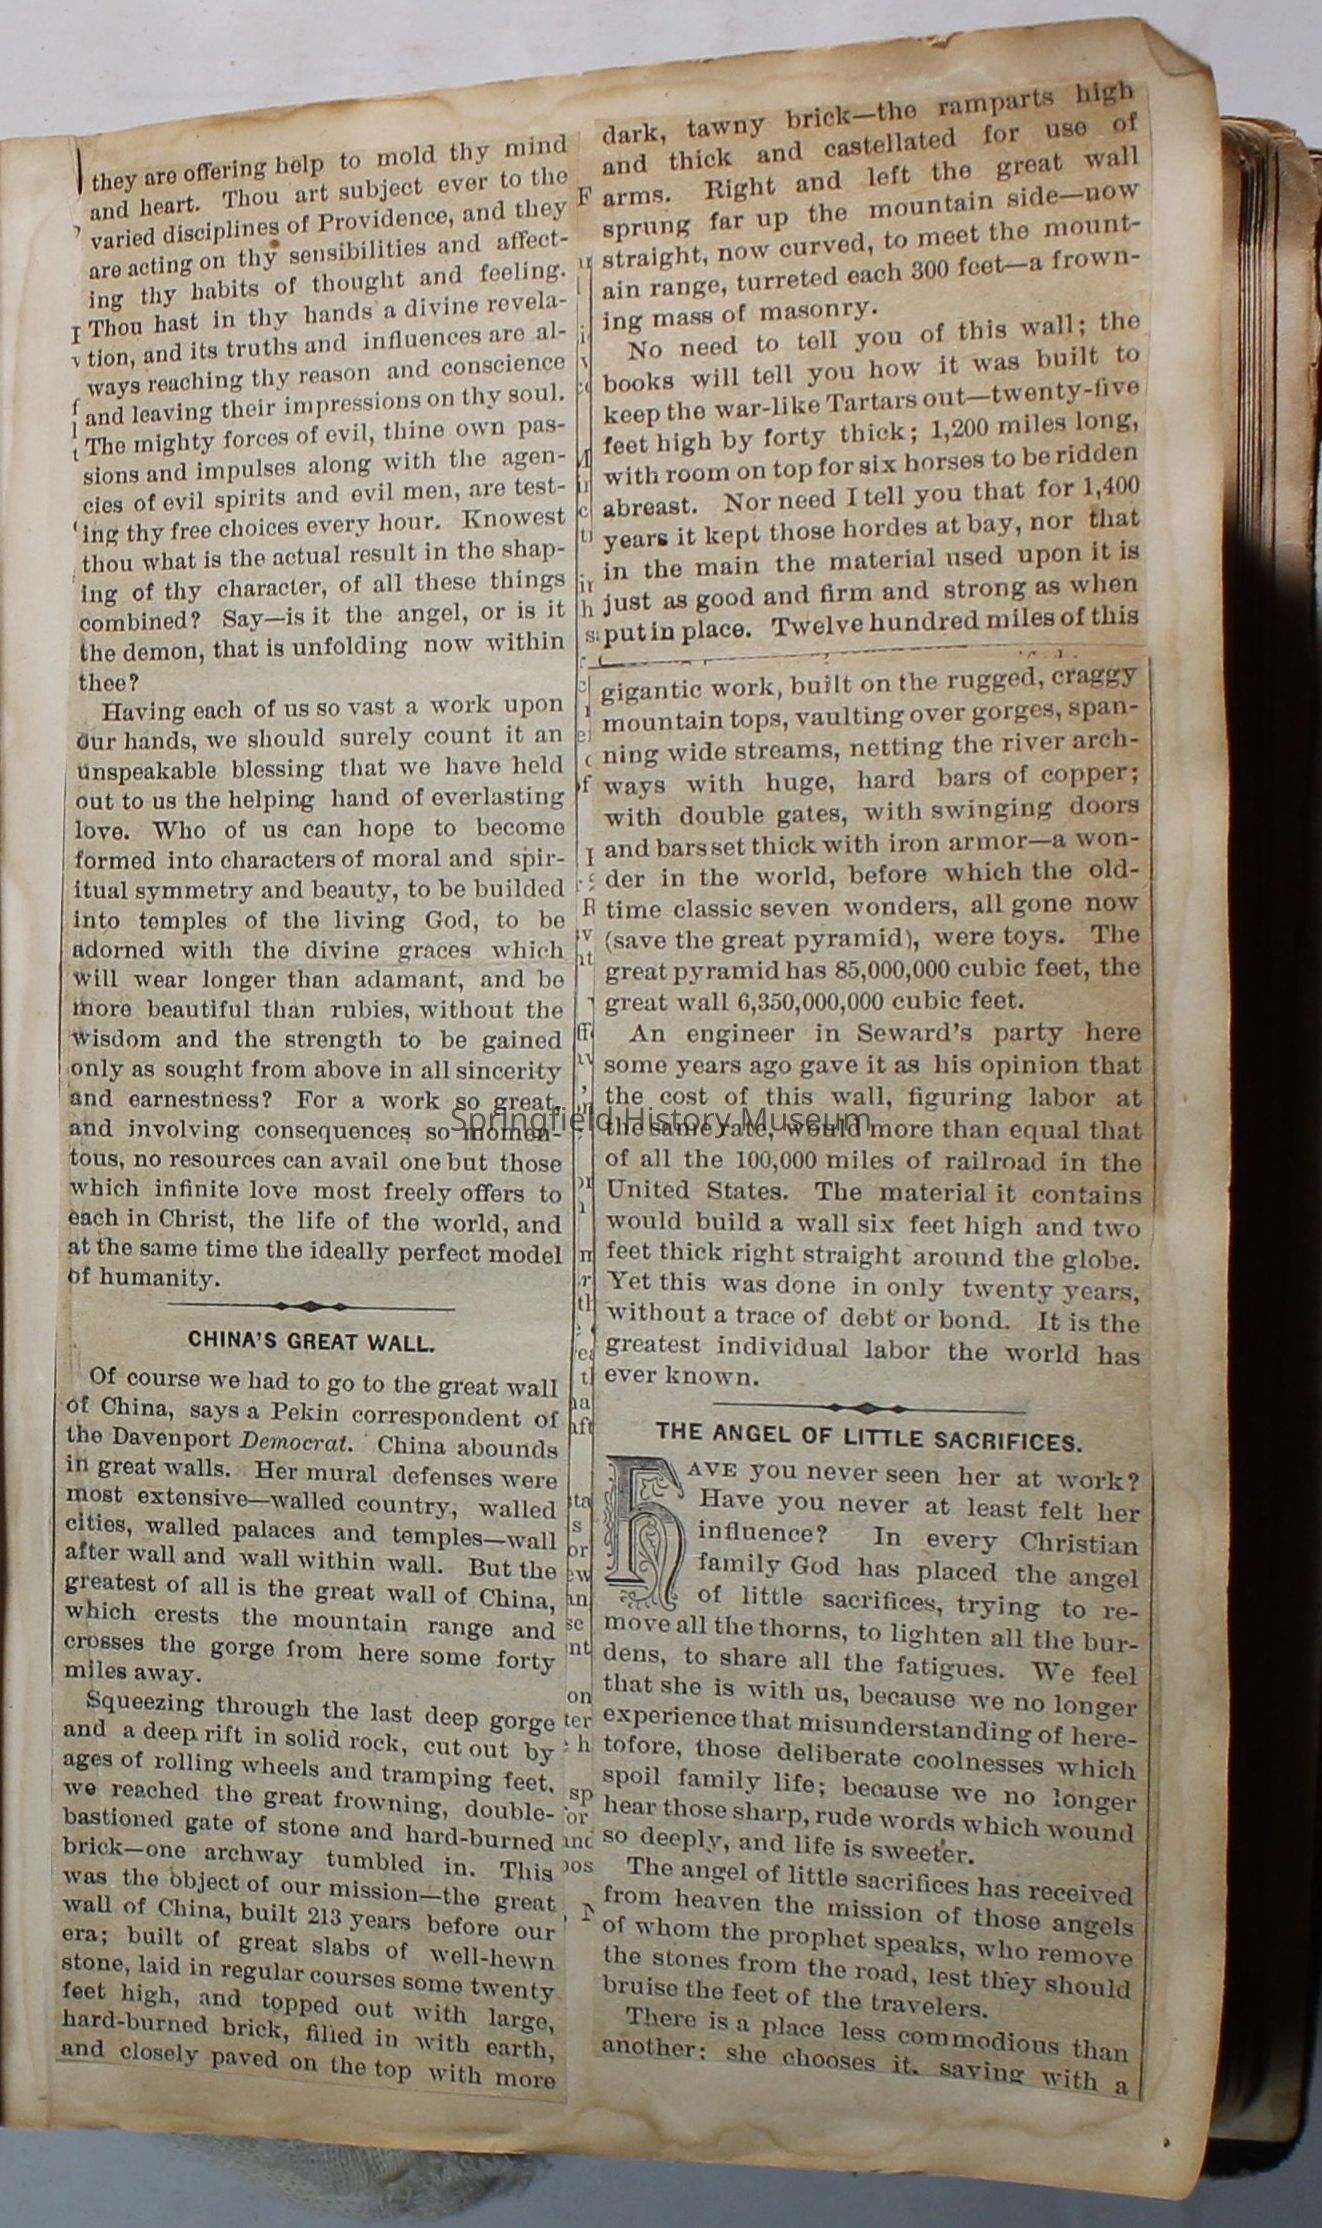 they are offering help to mold thy mind
and heart. Thou art subject ever to the
varied disciplines of Providence, and they
are acting on thy sensibilities and affect-
ing thy habits of thought and feeling.
Thou hast in thy hands a divine revela-
tion, and its truths and influences are al-
ways reaching thy reason and conscience
and leaving their impressions on thy soul.
The mighty forces of evil, thine own pas-
sions and impulses along with the agen-
cies of evil spirits and evil men, are test-
ing thy free choices every hour. Knowest
thou what is the actual result in the shap-
ing of thy character, of all these things
combined? Say—is it the angel, or is it
the demon, that is unfolding now within
thee?
Having each of us so vast a work upon
our hands, we should surely count it an
unspeakable blessing that we have held
out to us the helping hand of everlasting
love. Who of us can hope to become
formed into characters of moral and spir-
itual symmetry and beauty, to be builded
into temples of the living God, to be
adorned with the divine graces which
will wear longer than adamant, and be
more beautiful than rubies, without the
wisdom and the strength to be gained
only as sought from above in all sincerity
and earnestness? For a work so great,
and involving consequences so momen-
tous, no resources can avail one but those
which infinite love most freely offers to
each in Christ, the life of the world, and
at the same time the ideally perfect model
of humanity.
CHINA'S GREAT WALL.
Of course we had to go to the great wall
of China, says a Pekin correspondent of
the Davenport Democrat. China abounds
in great walls. Her mural defenses were
most extensive—walled country, walled
cities, walled palaces and temples—wall
after wall and wall within wall. But the
greatest of all is the great wall of China,
which crests the mountain range and
crosses the gorge from here some forty
miles away.
Squeezing through the last deep gorge
and a deep rift in solid rock, cut out by
ages of rolling wheels and tramping feet,
we reached the great frowning, double-
bastioned gate of stone and hard-burned
brick—one archway tumbled in. This
was the object of our mission—the great
wall of China, built 213 years before our
era; built of great slabs of well-hewn
stone, laid in regular courses some twenty
feet high, and topped out with large,
hard-burned brick, filled in with earth,
and closely paved on the top with more
dark, tawny brick—the ramparts high
and thick and castellated for use of
arms. Right and left the great wall
sprung far up the mountain side—now
straight, now curved, to meet the mount-
ain range, turreted each 300 feet—a frown-
ing mass of masonry.
No need to tell you of this wall; the
books will tell you how it was built to
keep the war-like Tartars out—twenty-five
feet high by forty thick; 1,200 miles long,
with room on top for six horses to be ridden
abreast. Nor need I tell you that for 1,400
years it kept those hordes at bay, nor that
in the main the material used upon it is
just as good and firm and strong as when
put in place. Twelve hundred miles of this
gigantic work, built on the rugged, craggy
mountain tops, vaulting over gorges, span-
ning wide streams, netting the river arch-
ways with huge, hard bars of copper;
with double gates, with swinging doors
and bars set thick with iron armor—a won-
der in the world, before which the old-
time classic seven wonders, all gone now
(save the great pyramid), were toys. The
great pyramid has 85,000,000 cubic feet, the
great wall 6,350,000,000 cubic feet.
An engineer in Seward's party here
some years ago gave it as his opinion that
the cost of this wall, figuring labor at
the same rate, would more than equal that
of all the 100,000 miles of railroad in the
United States. The material it contains
would build a wall six feet high and two
feet thick right straight around the globe.
Yet this was done in only twenty years,
without a trace of debt or bond. It is the
greatest individual labor the world has
ever known.
THE ANGEL OF LITTLE SACRIFICES.
HAVE you never seen her at work?
Have you never at least felt her
influence? In every Christian
family God has placed the angel
of little sacrifices, trying to re-
move all the thorns, to lighten all the bur-
dens, to share all the fatigues. We feel
that she is with us, because we no longer
experience that misunderstanding of here-
tofore, those deliberate coolnesses which
spoil family life; because we no longer
hear those sharp, rude words which wound
so deeply, and life is sweeter.
The angel of little sacrifices has received
from heaven the mission of those angels
of whom the prophet speaks, who remove
the stones from the road, lest they should
bruise the feet of the travelers.
There is a place less commodious than
another; she chooses it, saying with a
Springfield History Museum